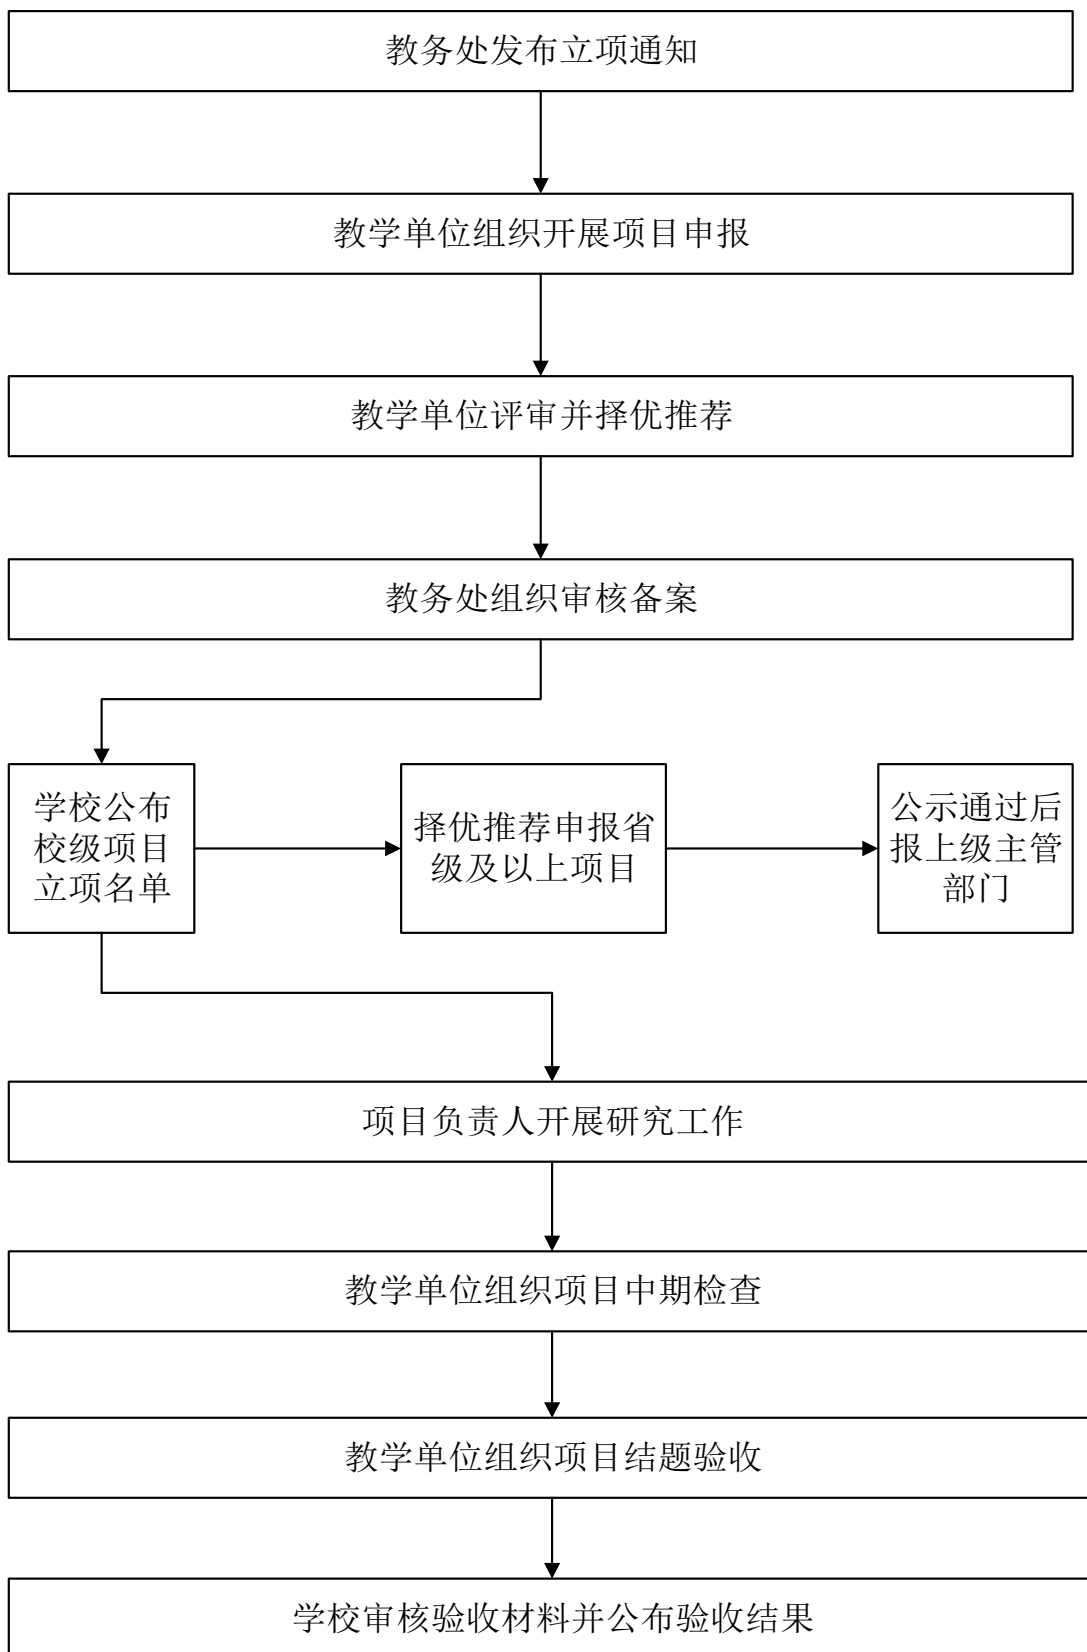 教务处发布立项通知
教学单位组织开展项目申报
教学单位评审并择优推荐
教务处组织审核备案
学校公布
校级项目
立项名单
择优推荐申报省
级及以上项目
公示通过后
报上级主管
部门
项目负责人开展研究工作
教学单位组织项目中期检查
教学单位组织项目结题验收
学校审核验收材料并公布验收结果